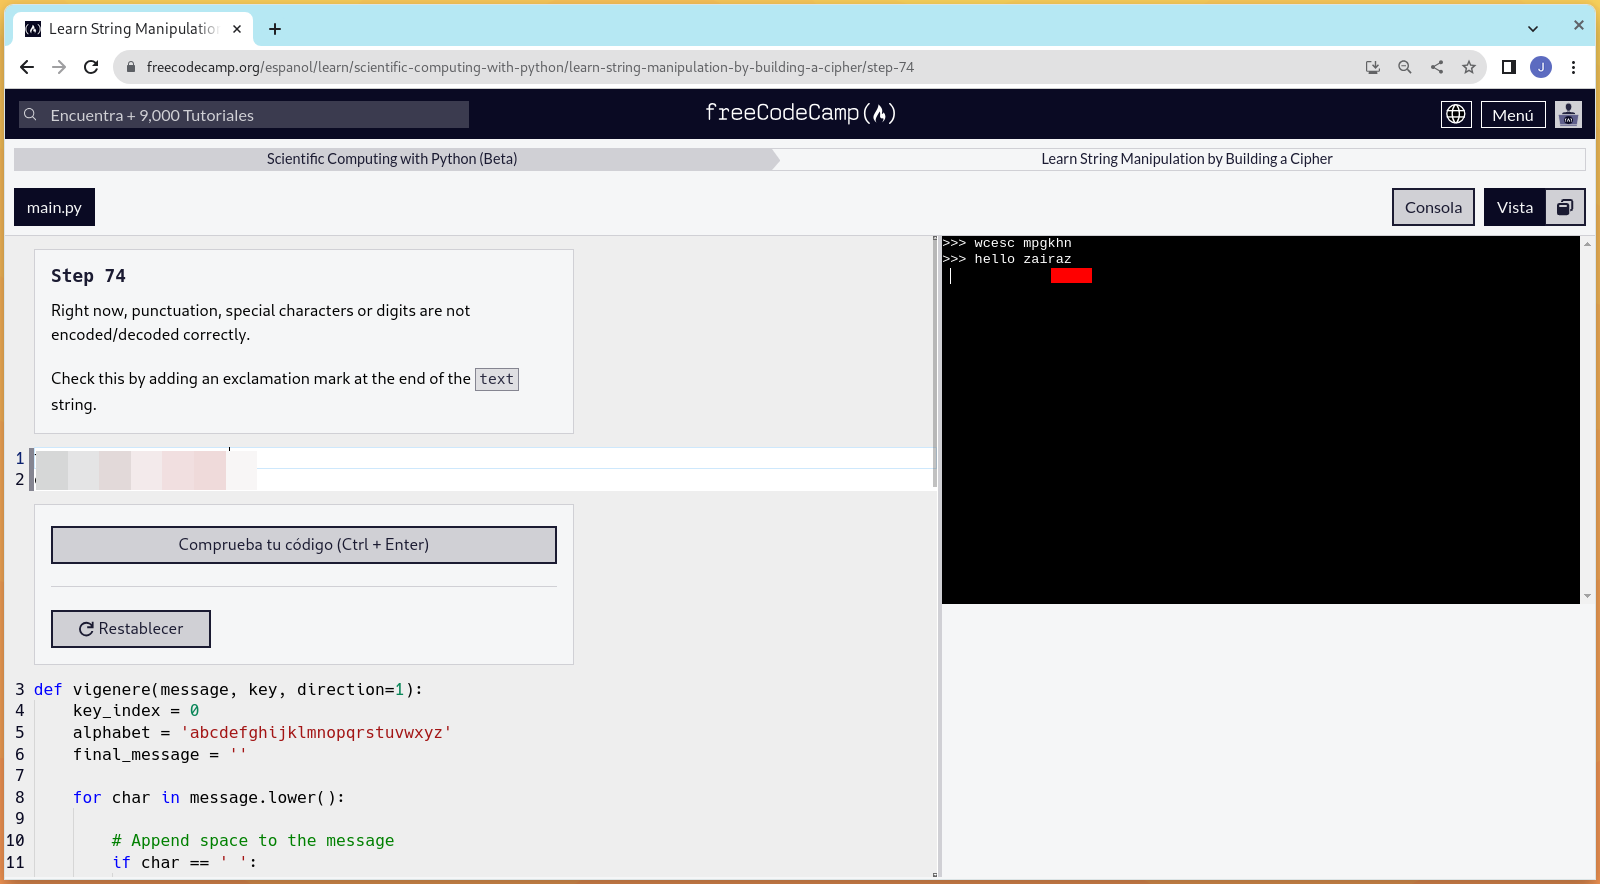 Learn String Manipulatio
freecodecamp.org/espanol/learn/scientific-computing-with-python/learn-string-manipulation-by-building-a-cipher/step-74
J
Encuentra + 9,000 Tutoriales
freeCodeCamp
Menú
Scientific Computing with Python (Beta)
Learn String Manipulation by Building a Cipher
main.py
Consola
Vista
Step 74
Right now, punctuation, special characters or digits are not
encoded/decoded correctly.
Check this by adding an exclamation mark at the end of the text
string.
1
2
Comprueba tu código (Ctrl + Enter)
Restablecer
3 def vigenere(message, key, direction=1):
4 key_index = 0
5 alphabet = 'abcdefghijklmnopqrstuvwxyz'
6 final_message = ''
7
8 for char in message.lower():
9
10 # Append space to the message
11 if char == ' ':
>>> wcesc mpgkhn
>>> hello zairaz